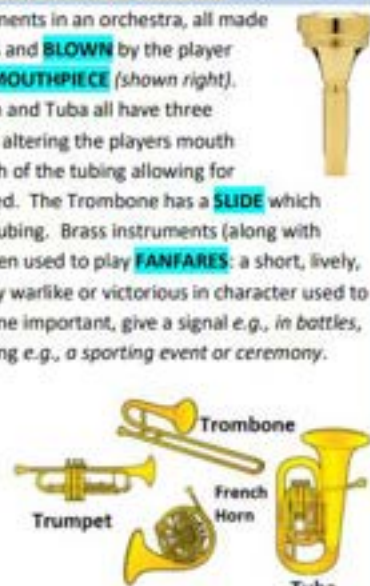 nents in an orchestra, all made
s and BLOWN by the player
MOUTHPIECE (shown right).
n and Tuba all have three
altering the players mouth
h of the tubing allowing for
ed. The Trombone has a SLIDE which
ubing. Brass instruments (along with
en used to play FANFARES: a short, lively,
y warlike or victorious in character used to
ne important, give a signal e.g., in battles,
ng e.g., a sporting event or ceremony.
Trombone
Trumpet
French
Horn
Tuba